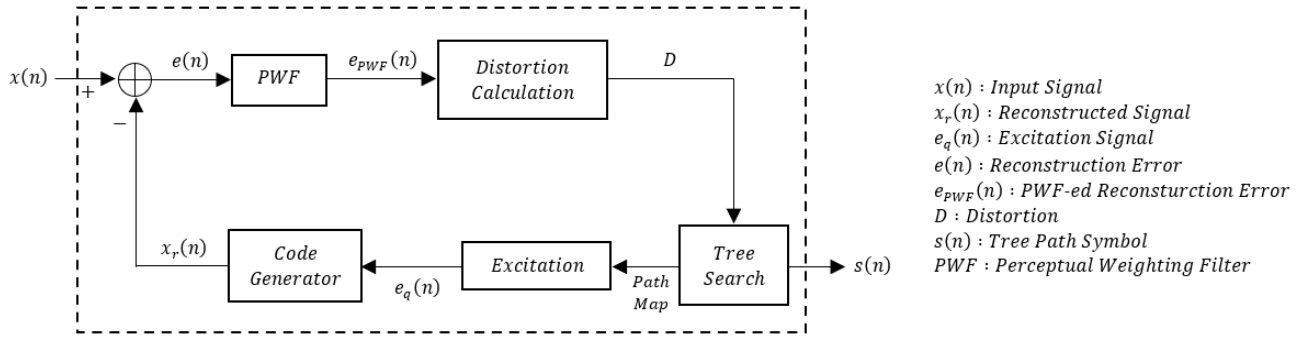 x(n)
+
−
e(n)
PWF
e_PWF(n)
Distortion
Calculation
D
x_r(n)
Code
Generator
e_q(n)
Excitation
Path
Map
Tree
Search
s(n)
x(n) : Input Signal
x_r(n) : Reconstructed Signal
e_q(n) : Excitation Signal
e(n) : Reconstruction Error
e_PWF(n) : PWF-ed Reconsturction Error
D : Distortion
s(n) : Tree Path Symbol
PWF : Perceptual Weighting Filter